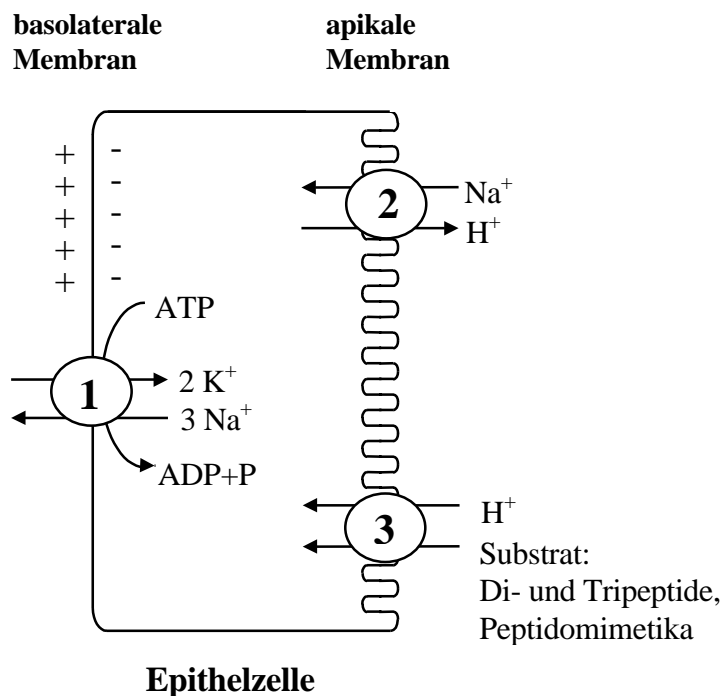 basolaterale
Membran
apikale
Membran
+ -
+ -
+ -
+ -
+ -
2
Na⁺
H⁺
ATP
1
2 K⁺
3 Na⁺
ADP+P
3
H⁺
Substrat:
Di- und Tripeptide,
Peptidomimetika
Epithelzelle